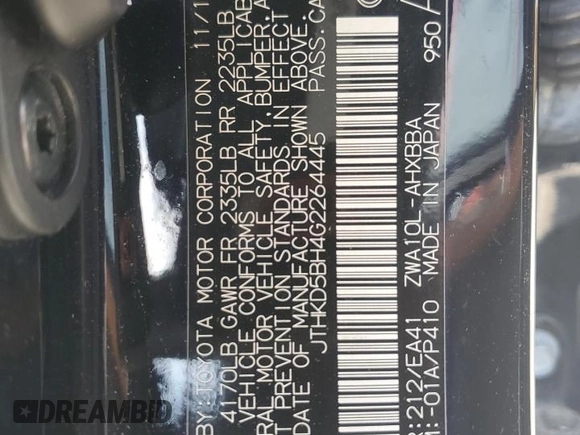 BY: TOYOTA MOTOR CORPORATION 11/1
4170LB GAWR FR 2335LB RR 2235LB
VEHICLE CONFORMS TO ALL APPLICAB
RAL MOTOR VEHICLE SAFETY, BUMPER, A
T PREVENTION STANDARDS IN EFFECT
DATE OF MANUFACTURE SHOWN ABOVE.
JTHKD5BH4G2264445 PASS.CA
R:212/EA41 ZWA10L-AHXBBA
M:-01A/P410 MADE IN JAPAN 950
DREAMBID